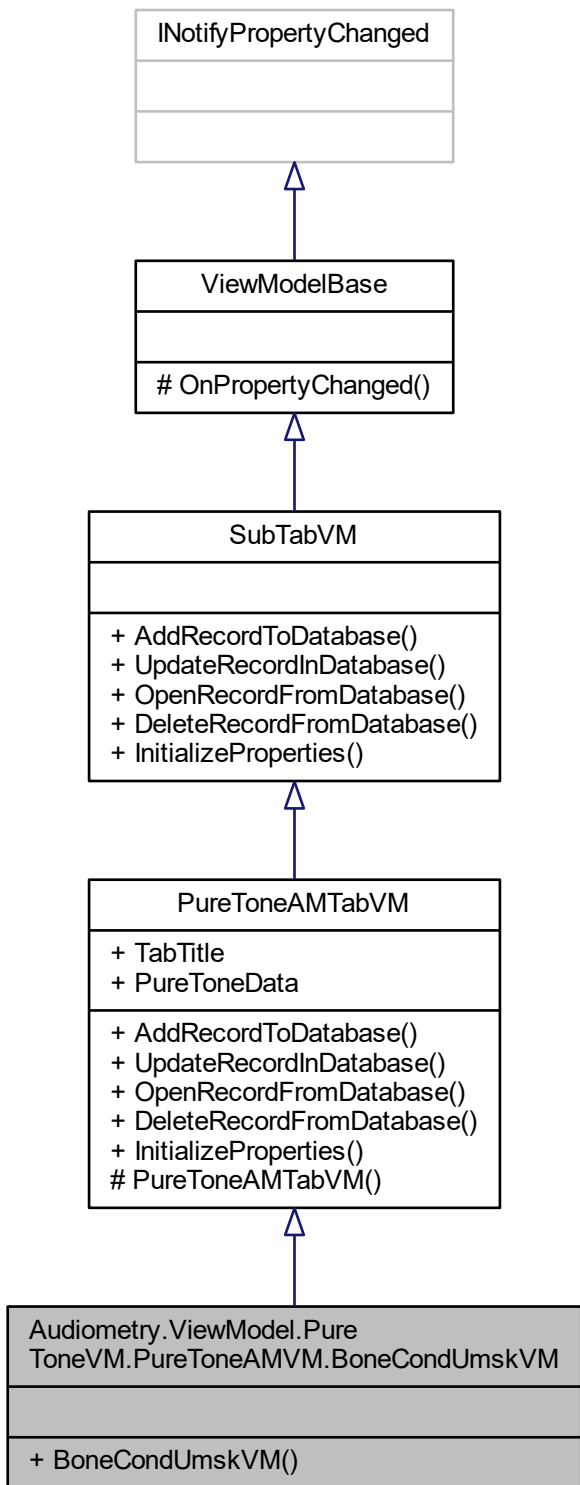 INotifyPropertyChanged
ViewModelBase
# OnPropertyChanged()
SubTabVM
+ AddRecordToDatabase()
+ UpdateRecordInDatabase()
+ OpenRecordFromDatabase()
+ DeleteRecordFromDatabase()
+ InitializeProperties()
PureToneAMTabVM
+ TabTitle
+ PureToneData
+ AddRecordToDatabase()
+ UpdateRecordInDatabase()
+ OpenRecordFromDatabase()
+ DeleteRecordFromDatabase()
+ InitializeProperties()
# PureToneAMTabVM()
Audiometry.ViewModel.Pure
ToneVM.PureToneAMVM.BoneCondUmskVM
+ BoneCondUmskVM()